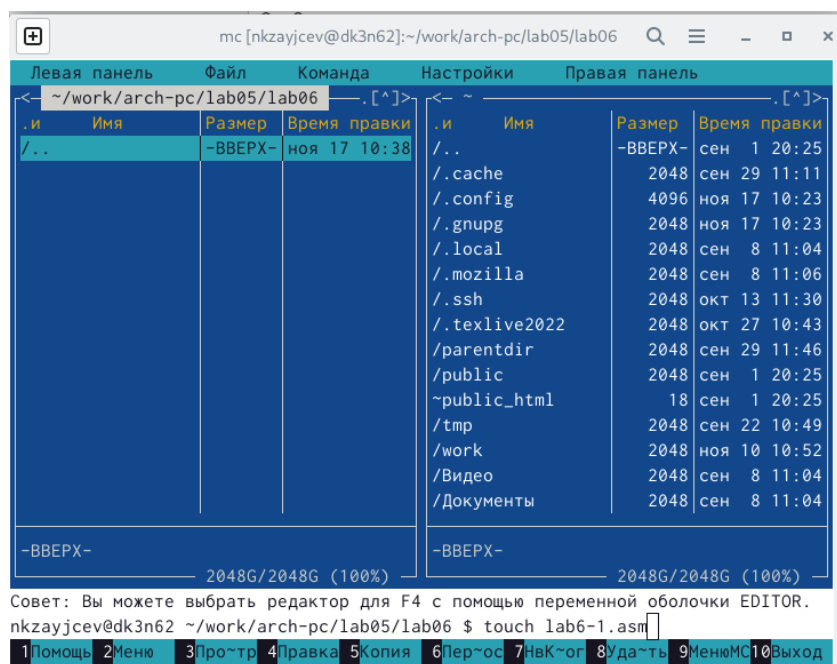 mc [nkzayjcev@dk3n62]:~/work/arch-pc/lab05/lab06
Левая панель Файл Команда Настройки Правая панель
<— ~/work/arch-pc/lab05/lab06 .[^]>
.и Имя Размер Время правки
/.. -ВВЕРХ- ноя 17 10:38
-ВВЕРХ-
2048G/2048G (100%)
<— ~ .[^]>
.и Имя Размер Время правки
/.. -ВВЕРХ- сен 1 20:25
/.cache 2048 сен 29 11:11
/.config 4096 ноя 17 10:23
/.gnupg 2048 ноя 17 10:23
/.local 2048 сен 8 11:04
/.mozilla 2048 сен 8 11:06
/.ssh 2048 окт 13 11:30
/.texlive2022 2048 окт 27 10:43
/parentdir 2048 сен 29 11:46
/public 2048 сен 1 20:25
~public_html 18 сен 1 20:25
/tmp 2048 сен 22 10:49
/work 2048 ноя 10 10:52
/Видео 2048 сен 8 11:04
/Документы 2048 сен 8 11:04
-ВВЕРХ-
2048G/2048G (100%)
Совет: Вы можете выбрать редактор для F4 с помощью переменной оболочки EDITOR.
nkzayjcev@dk3n62 ~/work/arch-pc/lab05/lab06 $ touch lab6-1.asm
1Помощь 2Меню 3Про~тр 4Правка 5Копия 6Пер~ос 7НвК~ог 8Уда~ть 9МенюMC 10Выход